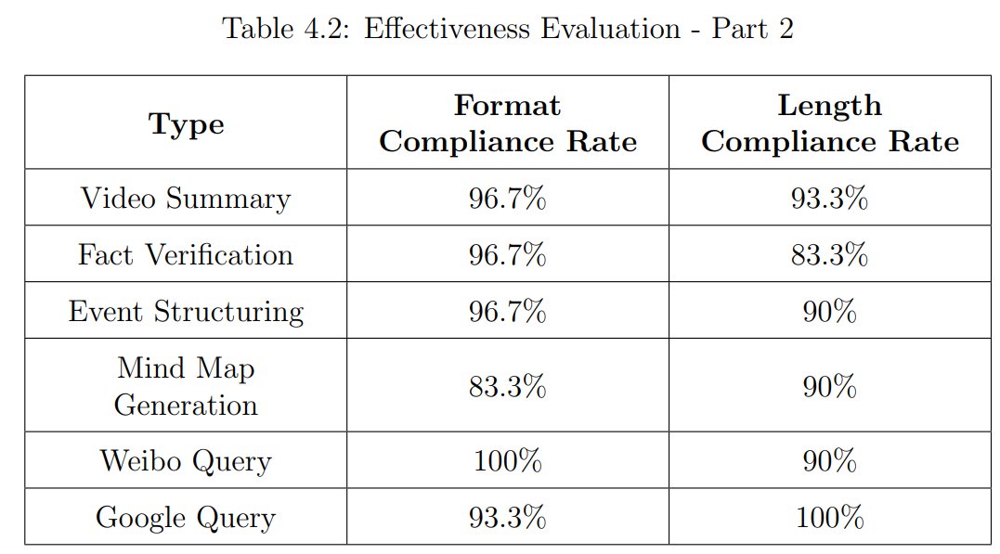 Table 4.2: Effectiveness Evaluation - Part 2
Type Format Compliance Rate Length Compliance Rate
Video Summary 96.7% 93.3%
Fact Verification 96.7% 83.3%
Event Structuring 96.7% 90%
Mind Map Generation 83.3% 90%
Weibo Query 100% 90%
Google Query 93.3% 100%